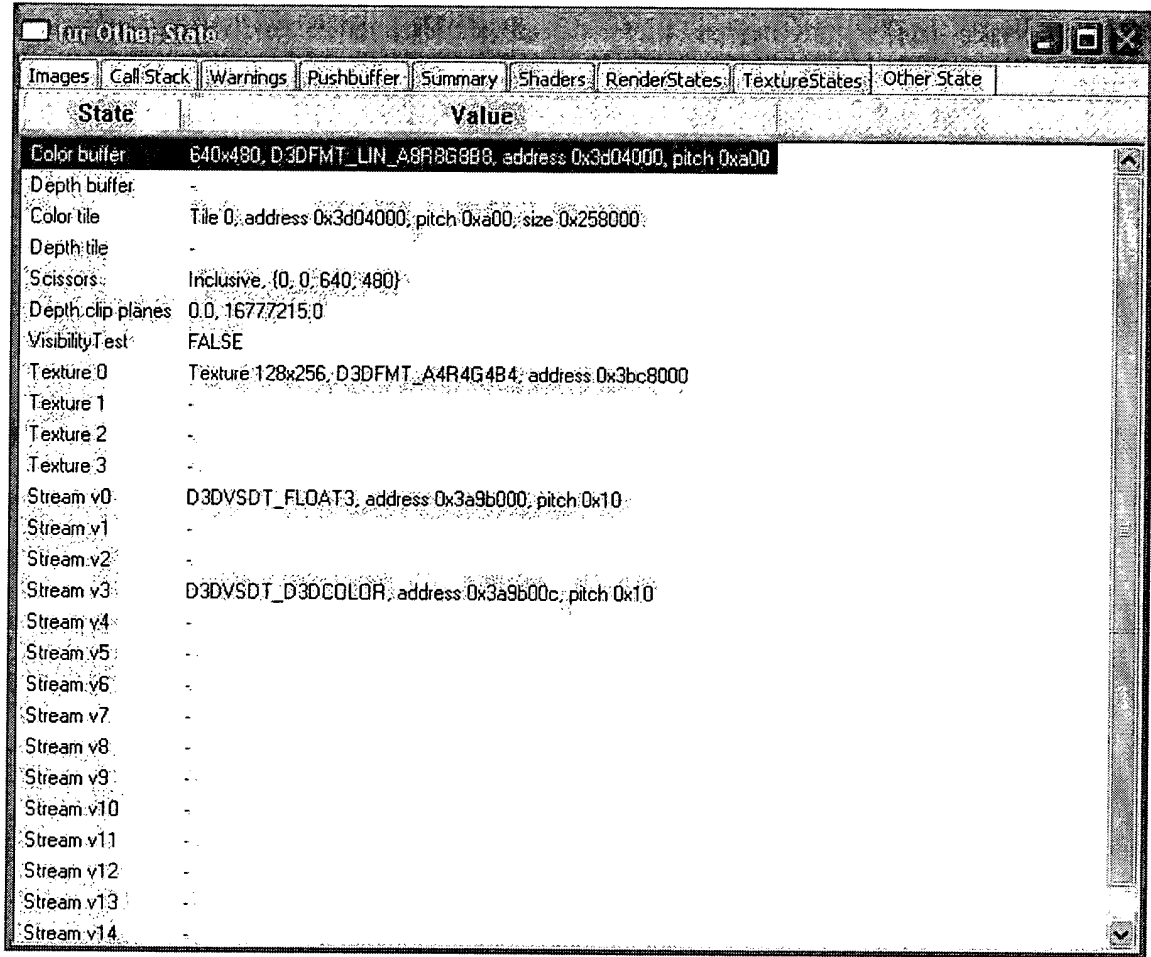 fur Other State
Images Call Stack Warnings Pushbuffer Summary Shaders RenderStates TextureStates Other State
State Value
Color buffer 640x480, D3DFMT_LIN_A8R8G8B8, address 0x3d04000, pitch 0xa00
Depth buffer -
Color tile Tile 0, address 0x3d04000, pitch 0xa00, size 0x258000
Depth tile -
Scissors Inclusive, {0, 0, 640, 480}
Depth clip planes 0.0, 16777215.0
VisibilityTest FALSE
Texture 0 Texture 128x256, D3DFMT_A4R4G4B4, address 0x3bc8000
Texture 1 -
Texture 2 -
Texture 3 -
Stream v0 D3DVSDT_FLOAT3, address 0x3a9b000, pitch 0x10
Stream v1 -
Stream v2 -
Stream v3 D3DVSDT_D3DCOLOR, address 0x3a9b00c, pitch 0x10
Stream v4 -
Stream v5 -
Stream v6 -
Stream v7 -
Stream v8 -
Stream v9 -
Stream v10 -
Stream v11 -
Stream v12 -
Stream v13 -
Stream v14 -